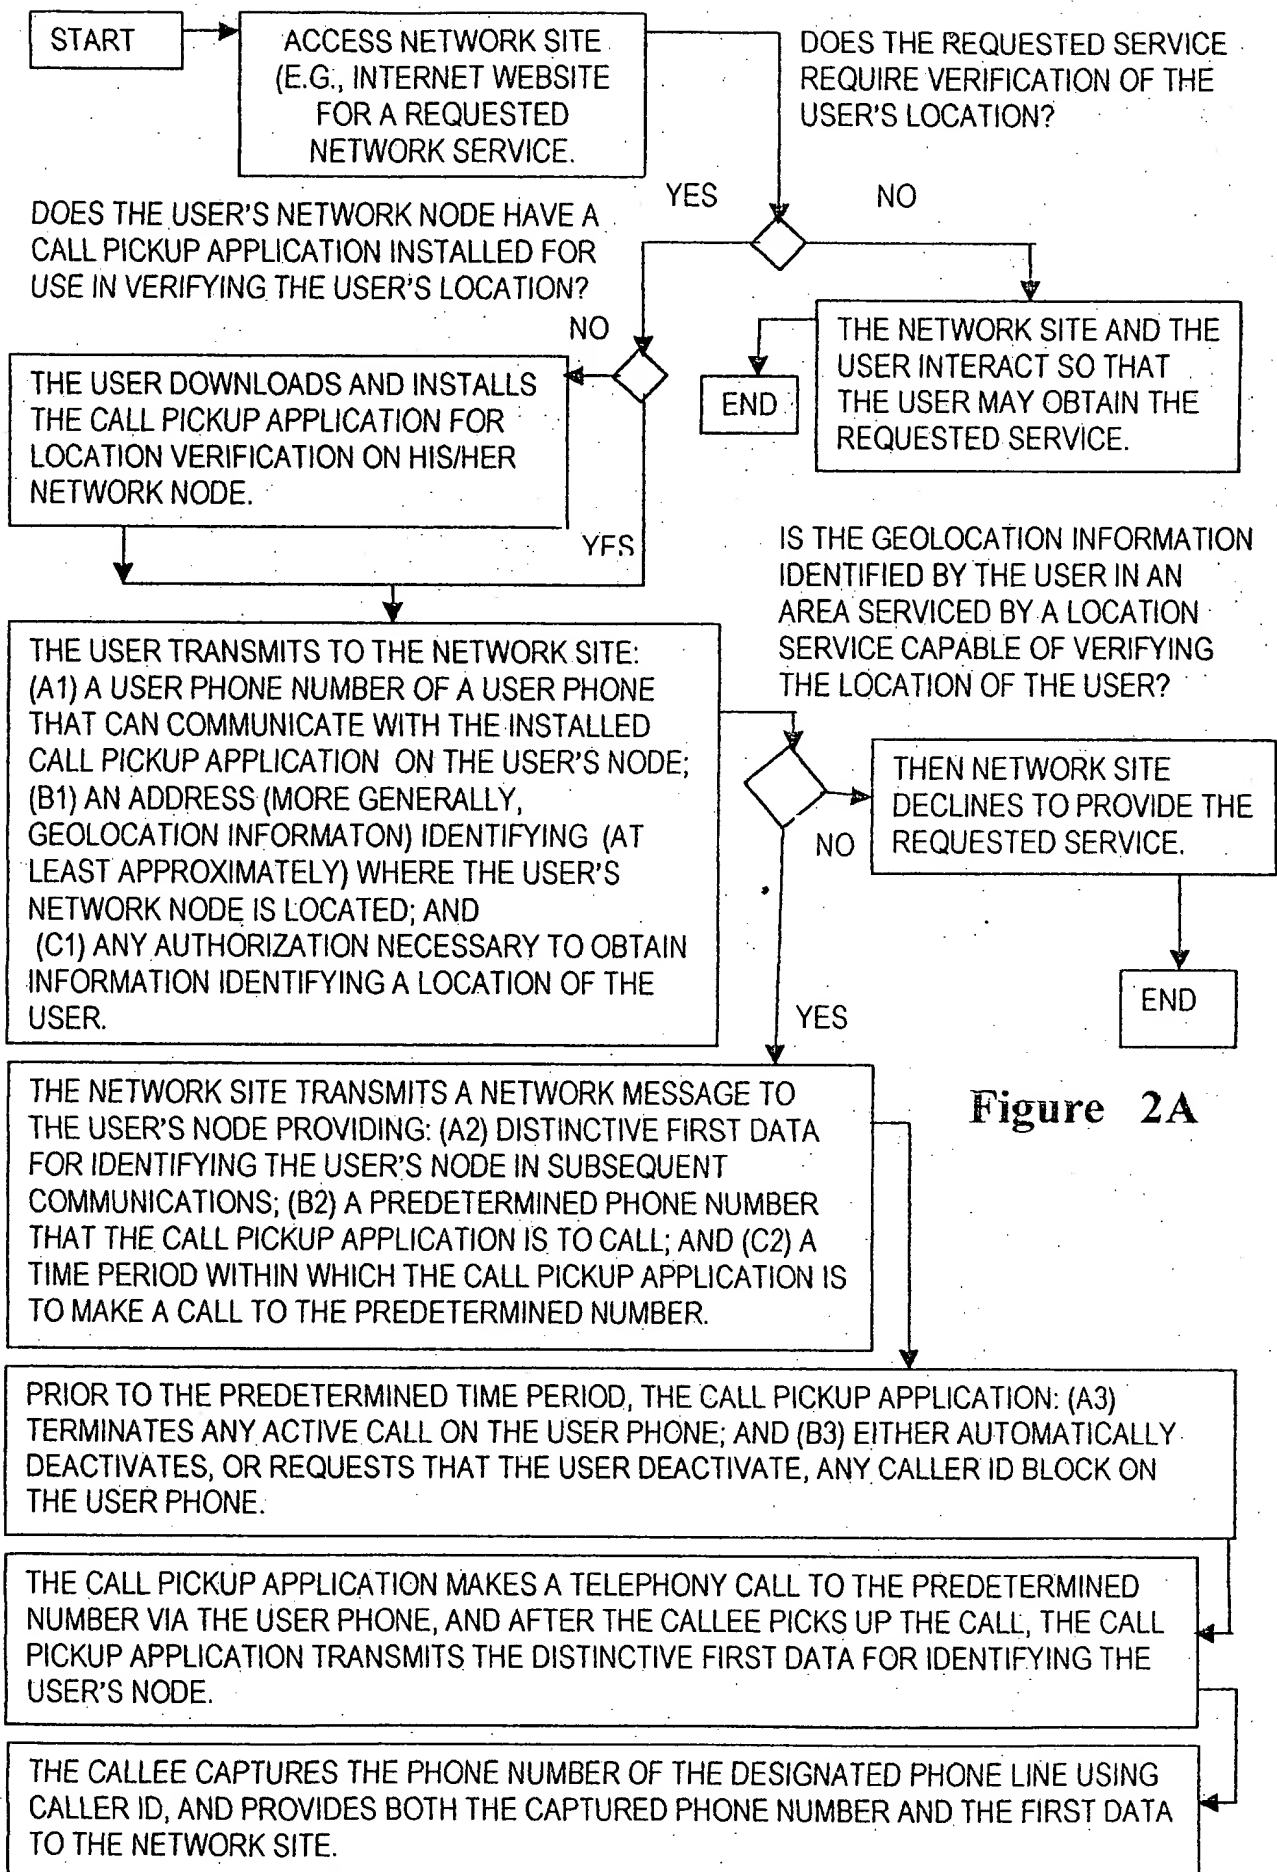 START
ACCESS NETWORK SITE
(E.G., INTERNET WEBSITE
FOR A REQUESTED
NETWORK SERVICE.
DOES THE REQUESTED SERVICE
REQUIRE VERIFICATION OF THE
USER'S LOCATION?
YES
NO
DOES THE USER'S NETWORK NODE HAVE A
CALL PICKUP APPLICATION INSTALLED FOR
USE IN VERIFYING THE USER'S LOCATION?
NO
THE NETWORK SITE AND THE
USER INTERACT SO THAT
THE USER MAY OBTAIN THE
REQUESTED SERVICE.
END
THE USER DOWNLOADS AND INSTALLS
THE CALL PICKUP APPLICATION FOR
LOCATION VERIFICATION ON HIS/HER
NETWORK NODE.
YES
IS THE GEOLOCATION INFORMATION
IDENTIFIED BY THE USER IN AN
AREA SERVICED BY A LOCATION
SERVICE CAPABLE OF VERIFYING
THE LOCATION OF THE USER?
THE USER TRANSMITS TO THE NETWORK SITE:
(A1) A USER PHONE NUMBER OF A USER PHONE
THAT CAN COMMUNICATE WITH THE INSTALLED
CALL PICKUP APPLICATION ON THE USER'S NODE;
(B1) AN ADDRESS (MORE GENERALLY,
GEOLOCATION INFORMATON) IDENTIFYING (AT
LEAST APPROXIMATELY) WHERE THE USER'S
NETWORK NODE IS LOCATED; AND
(C1) ANY AUTHORIZATION NECESSARY TO OBTAIN
INFORMATION IDENTIFYING A LOCATION OF THE
USER.
THEN NETWORK SITE
DECLINES TO PROVIDE THE
REQUESTED SERVICE.
NO
END
YES
THE NETWORK SITE TRANSMITS A NETWORK MESSAGE TO
THE USER'S NODE PROVIDING: (A2) DISTINCTIVE FIRST DATA
FOR IDENTIFYING THE USER'S NODE IN SUBSEQUENT
COMMUNICATIONS; (B2) A PREDETERMINED PHONE NUMBER
THAT THE CALL PICKUP APPLICATION IS TO CALL; AND (C2) A
TIME PERIOD WITHIN WHICH THE CALL PICKUP APPLICATION IS
TO MAKE A CALL TO THE PREDETERMINED NUMBER.
Figure 2A
PRIOR TO THE PREDETERMINED TIME PERIOD, THE CALL PICKUP APPLICATION: (A3)
TERMINATES ANY ACTIVE CALL ON THE USER PHONE; AND (B3) EITHER AUTOMATICALLY
DEACTIVATES, OR REQUESTS THAT THE USER DEACTIVATE, ANY CALLER ID BLOCK ON
THE USER PHONE.
THE CALL PICKUP APPLICATION MAKES A TELEPHONY CALL TO THE PREDETERMINED
NUMBER VIA THE USER PHONE, AND AFTER THE CALLEE PICKS UP THE CALL, THE CALL
PICKUP APPLICATION TRANSMITS THE DISTINCTIVE FIRST DATA FOR IDENTIFYING THE
USER'S NODE.
THE CALLEE CAPTURES THE PHONE NUMBER OF THE DESIGNATED PHONE LINE USING
CALLER ID, AND PROVIDES BOTH THE CAPTURED PHONE NUMBER AND THE FIRST DATA
TO THE NETWORK SITE.